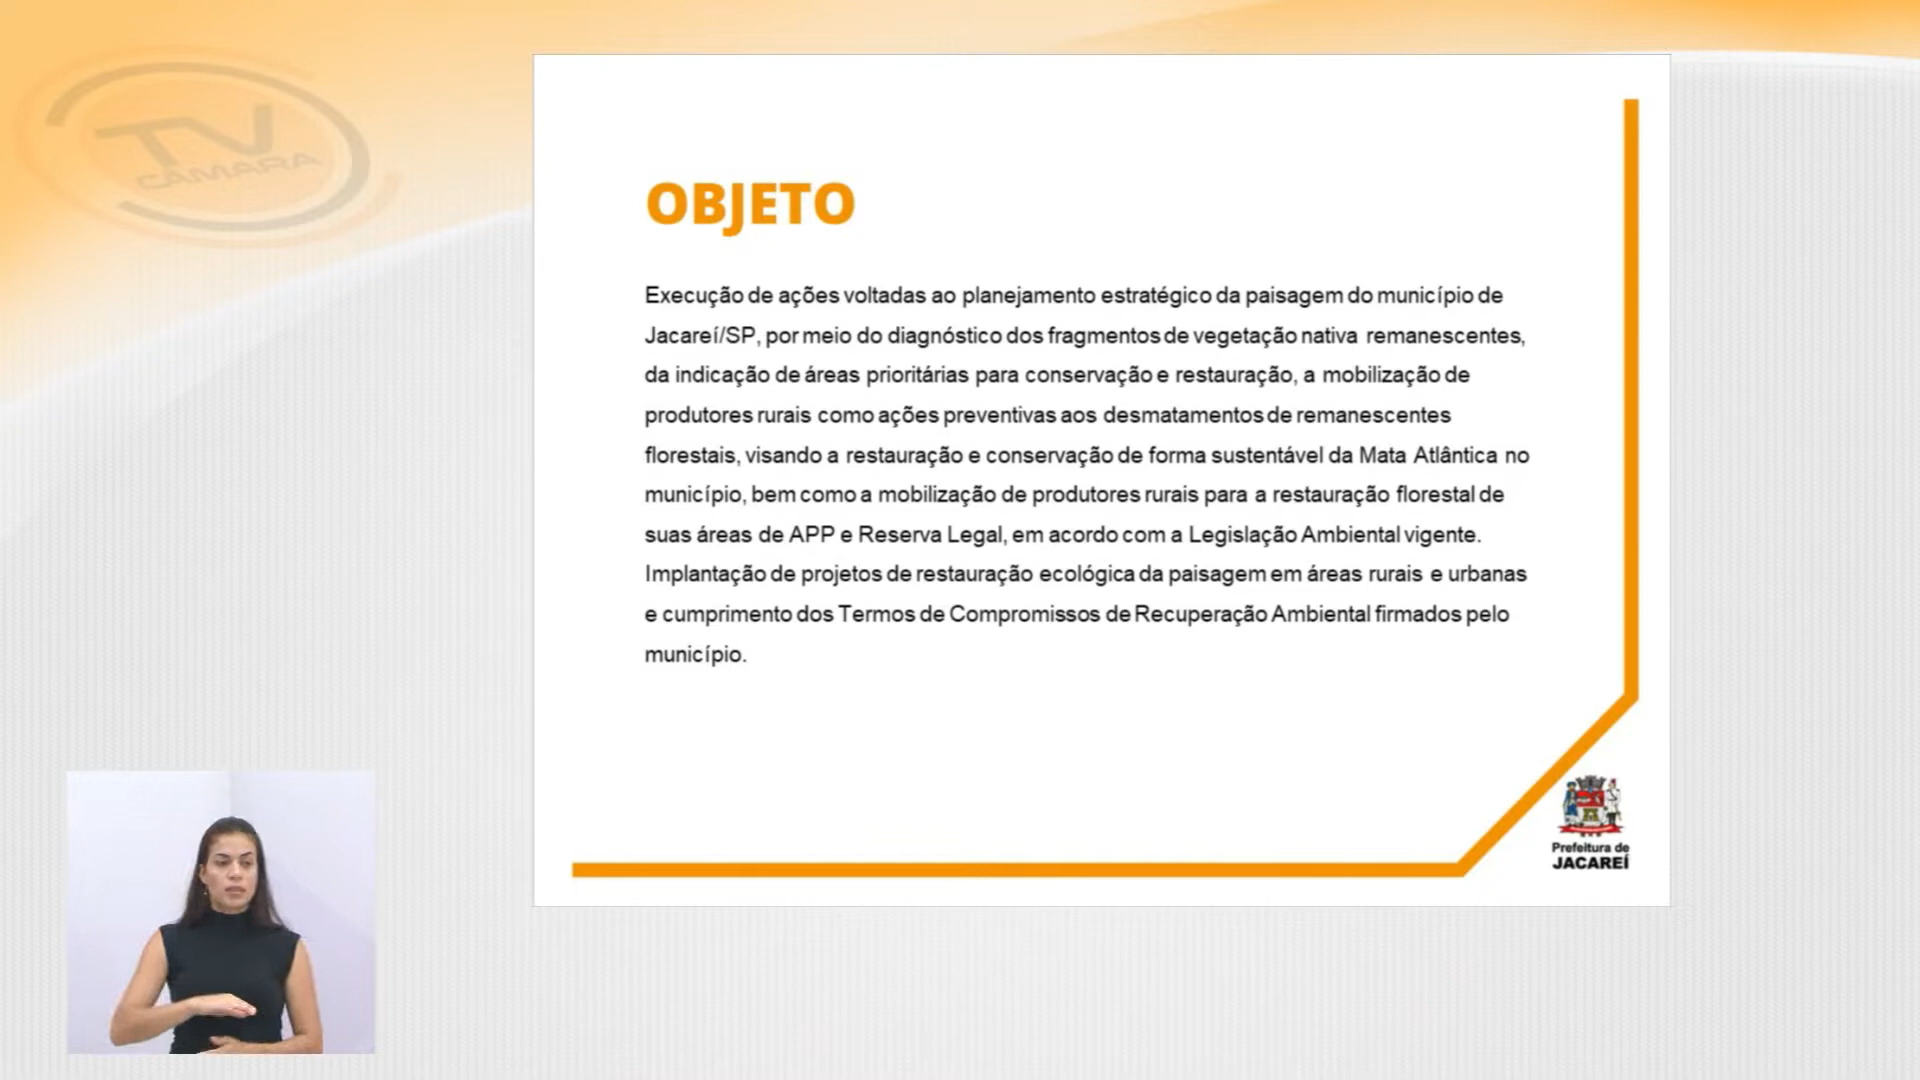 TV
CÂMARA
OBJETO
Execução de ações voltadas ao planejamento estratégico da paisagem do município de
Jacareí/SP, por meio do diagnóstico dos fragmentos de vegetação nativa remanescentes,
da indicação de áreas prioritárias para conservação e restauração, a mobilização de
produtores rurais como ações preventivas aos desmatamentos de remanescentes
florestais, visando a restauração e conservação de forma sustentável da Mata Atlântica no
município, bem como a mobilização de produtores rurais para a restauração florestal de
suas áreas de APP e Reserva Legal, em acordo com a Legislação Ambiental vigente.
Implantação de projetos de restauração ecológica da paisagem em áreas rurais e urbanas
e cumprimento dos Termos de Compromissos de Recuperação Ambiental firmados pelo
município.
Prefeitura de
JACAREÍ